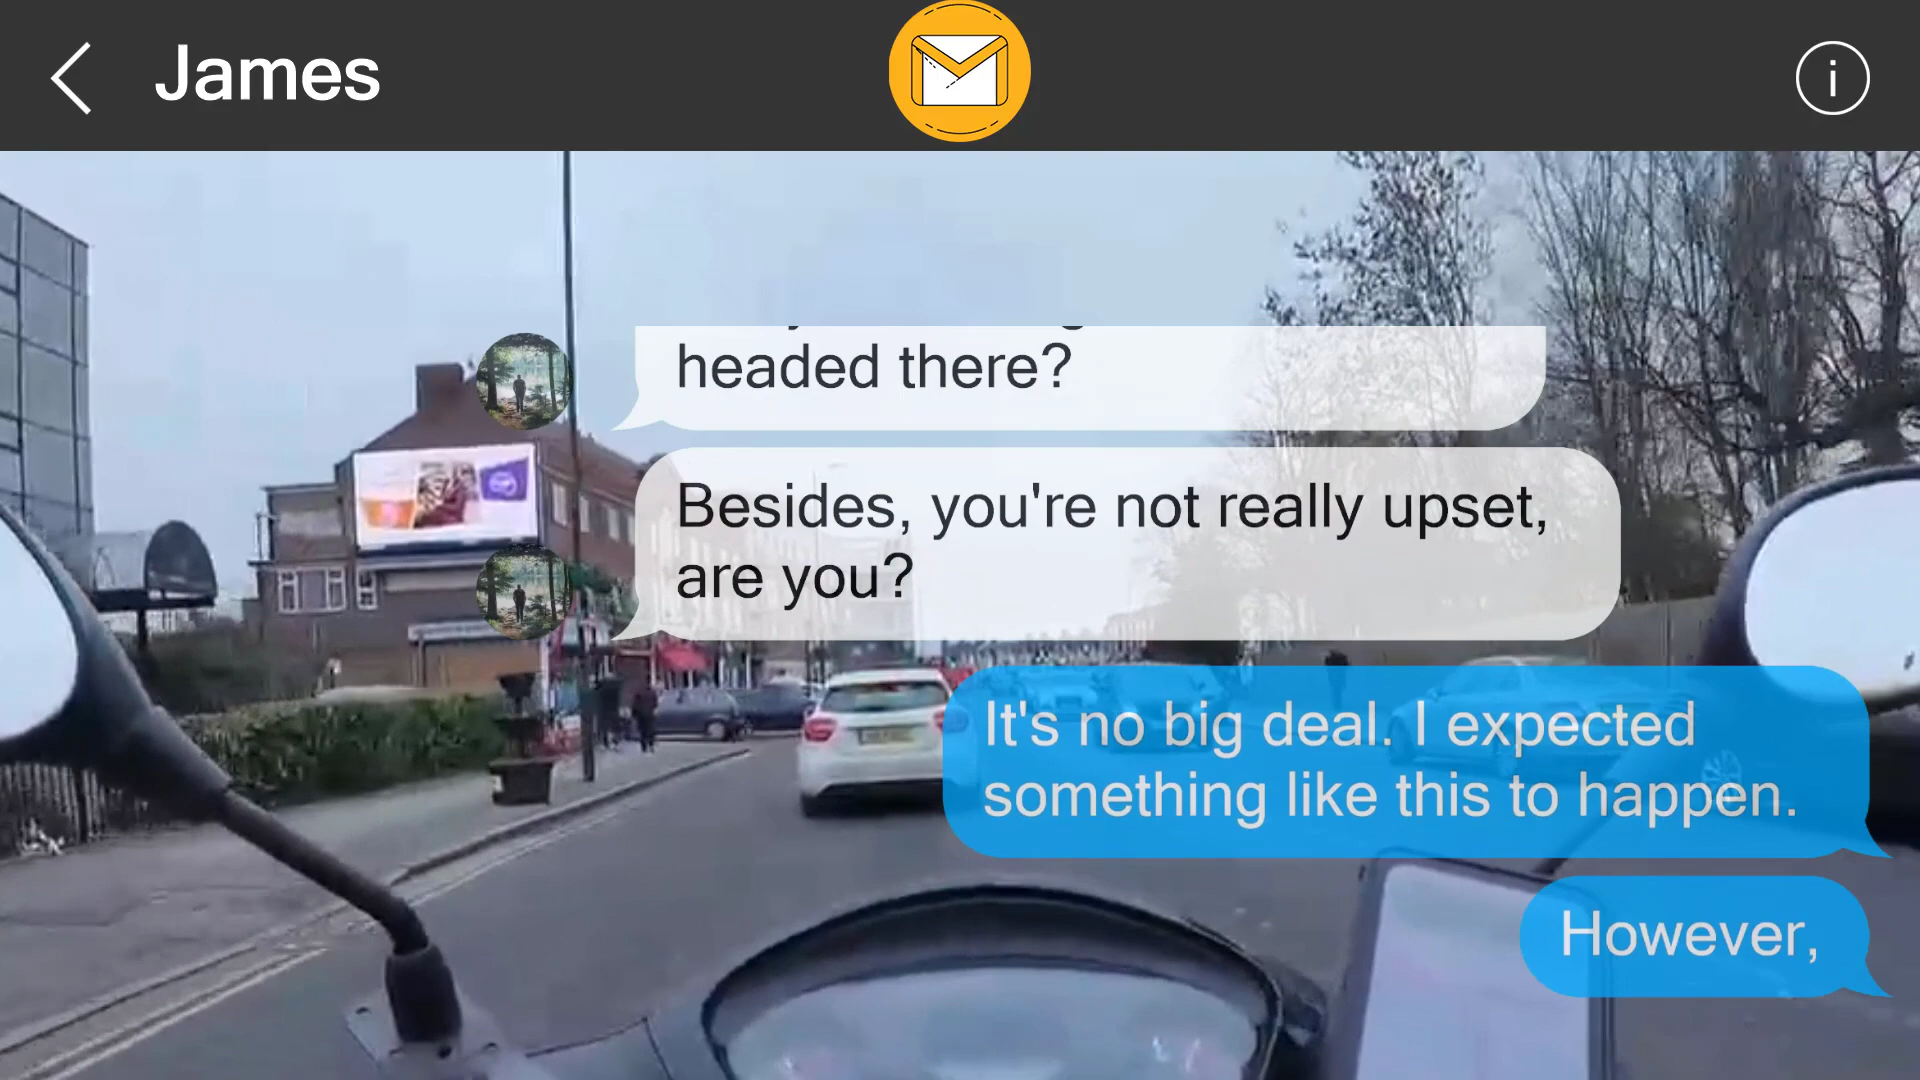 James
headed there?
Besides, you're not really upset,
are you?
It's no big deal. I expected
something like this to happen.
However,